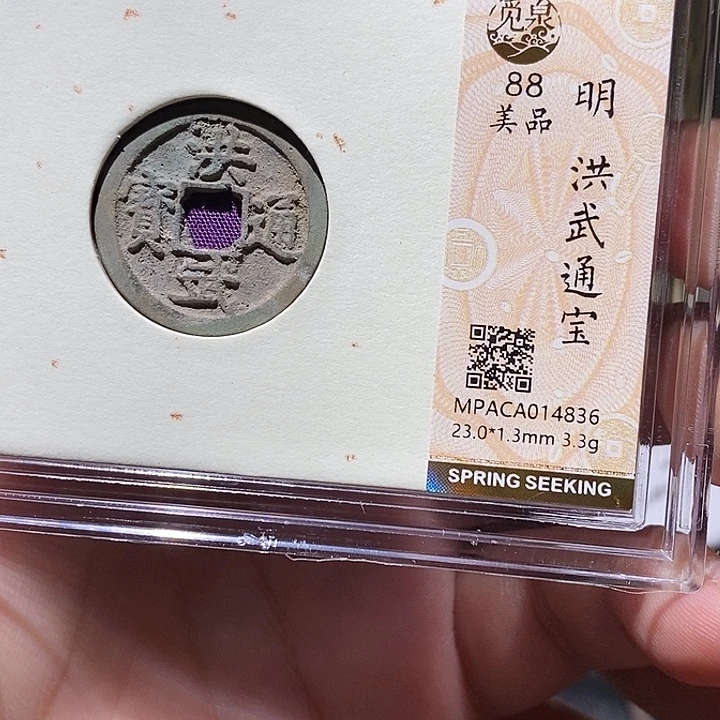 洪武通寳
觅泉
88
美品
明 洪武通宝
MPACA014836
23.0*1.3mm 3.3g
SPRING SEEKING